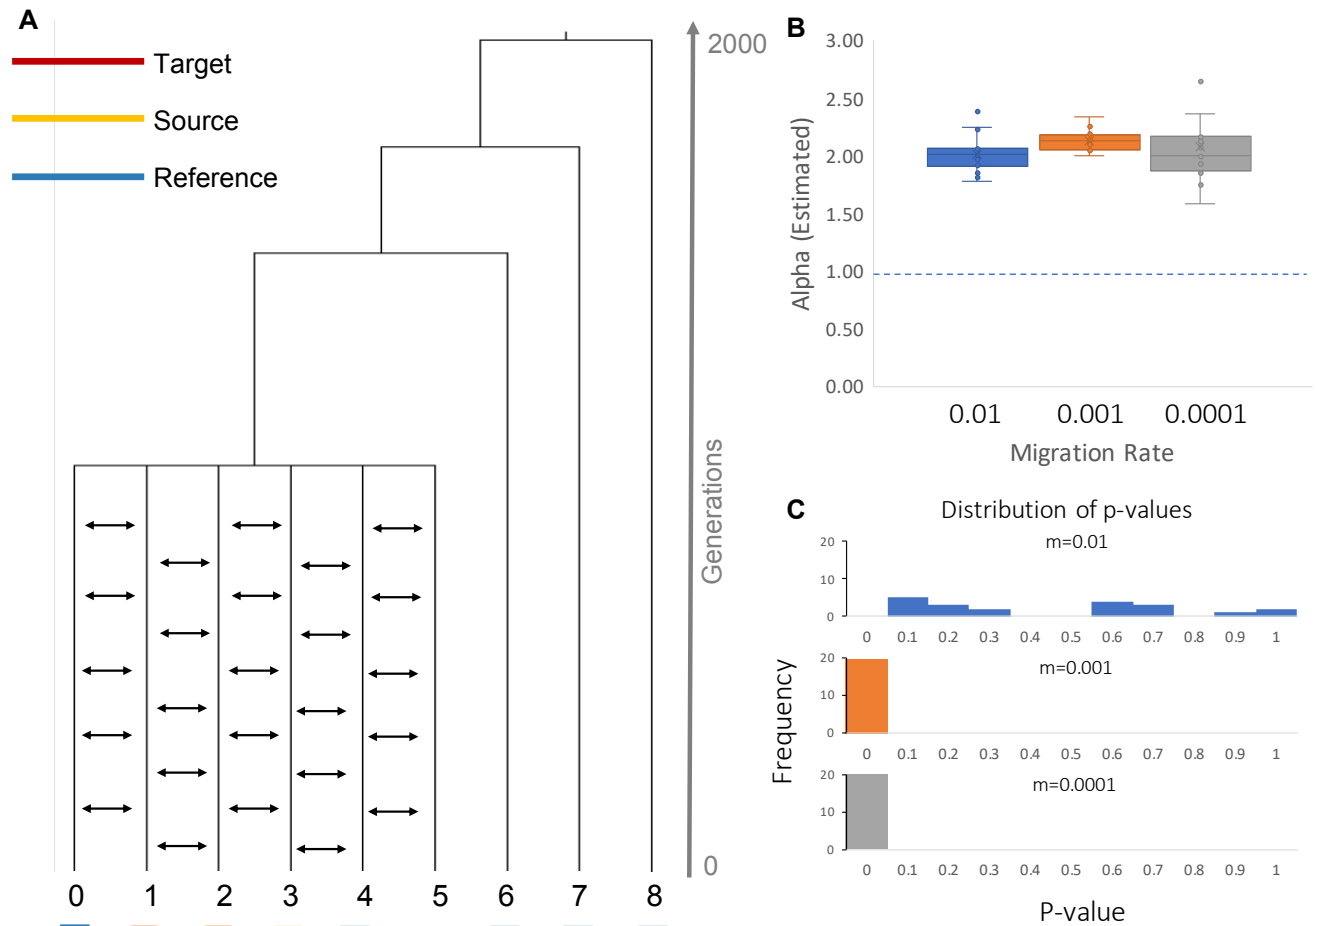 A
Target
Source
Reference
2000
Generations
0
0 1 2 3 4 5 6 7 8
B
3.00
2.50
2.00
1.50
1.00
0.50
0.00
Alpha (Estimated)
0.01 0.001 0.0001
Migration Rate
C
Distribution of p-values
m=0.01
20
10
0
0 0.1 0.2 0.3 0.4 0.5 0.6 0.7 0.8 0.9 1
m=0.001
20
10
0
0 0.1 0.2 0.3 0.4 0.5 0.6 0.7 0.8 0.9 1
m=0.0001
20
10
0
0 0.1 0.2 0.3 0.4 0.5 0.6 0.7 0.8 0.9 1
Frequency
P-value